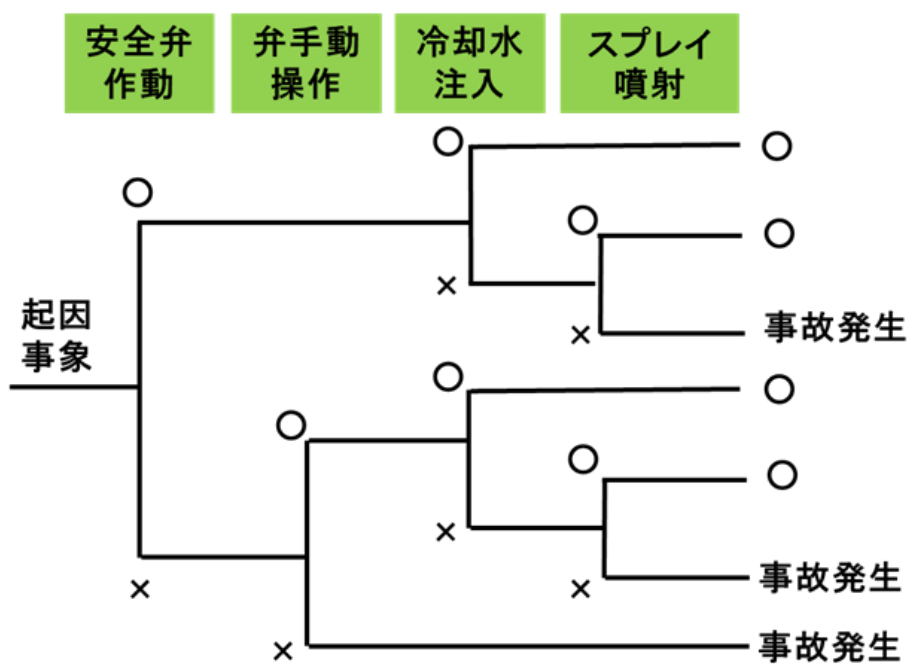 安全弁
作動
弁手動
操作
冷却水
注入
スプレイ
噴射
○
○
○
○
○
×
起因
事象
×
事故発生
○
○
○
○
○
×
×
×
事故発生
×
事故発生